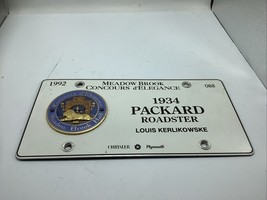 1992
MEADOW BROOK
CONCOURS d'ELEGANCE
088
1934
PACKARD
ROADSTER
LOUIS KERLIKOWSKE
CHRYSLER Plymouth